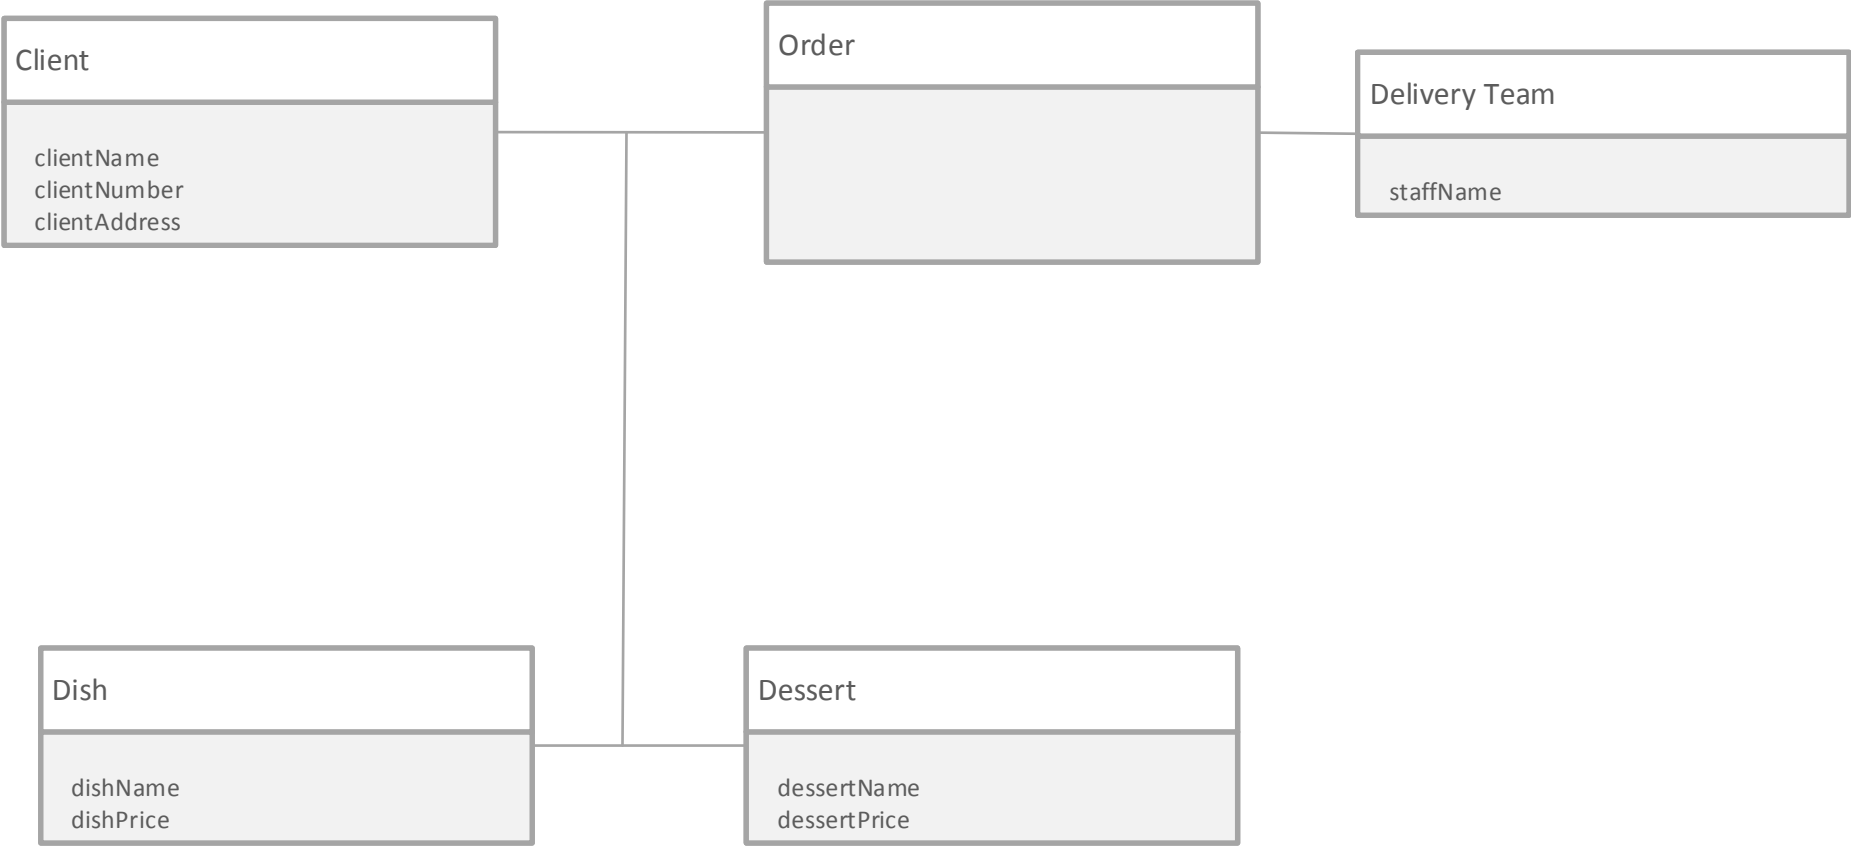 Client
clientName
clientNumber
clientAddress
Order
Delivery Team
staffName
Dish
dishName
dishPrice
Dessert
dessertName
dessertPrice